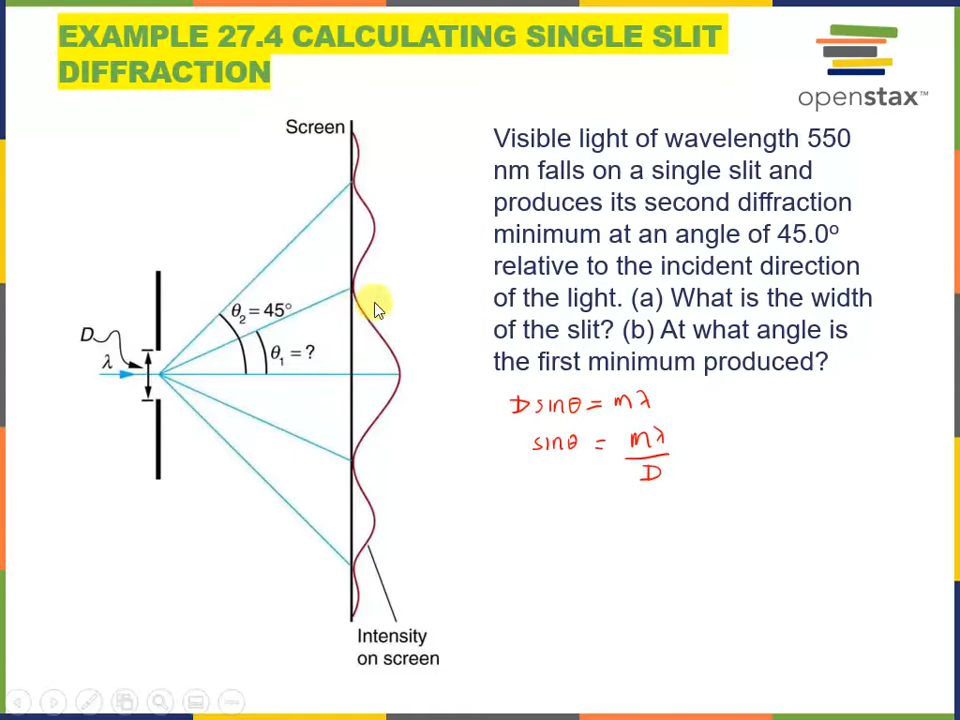 EXAMPLE 27.4 CALCULATING SINGLE SLIT
DIFFRACTION
openstax™
Screen
Visible light of wavelength 550
nm falls on a single slit and
produces its second diffraction
minimum at an angle of 45.0º
relative to the incident direction
of the light. (a) What is the width
of the slit? (b) At what angle is
the first minimum produced?
θ₂ = 45°
D
θ₁ = ?
λ
D sinθ = mλ
sinθ = mλ
D
Intensity
on screen